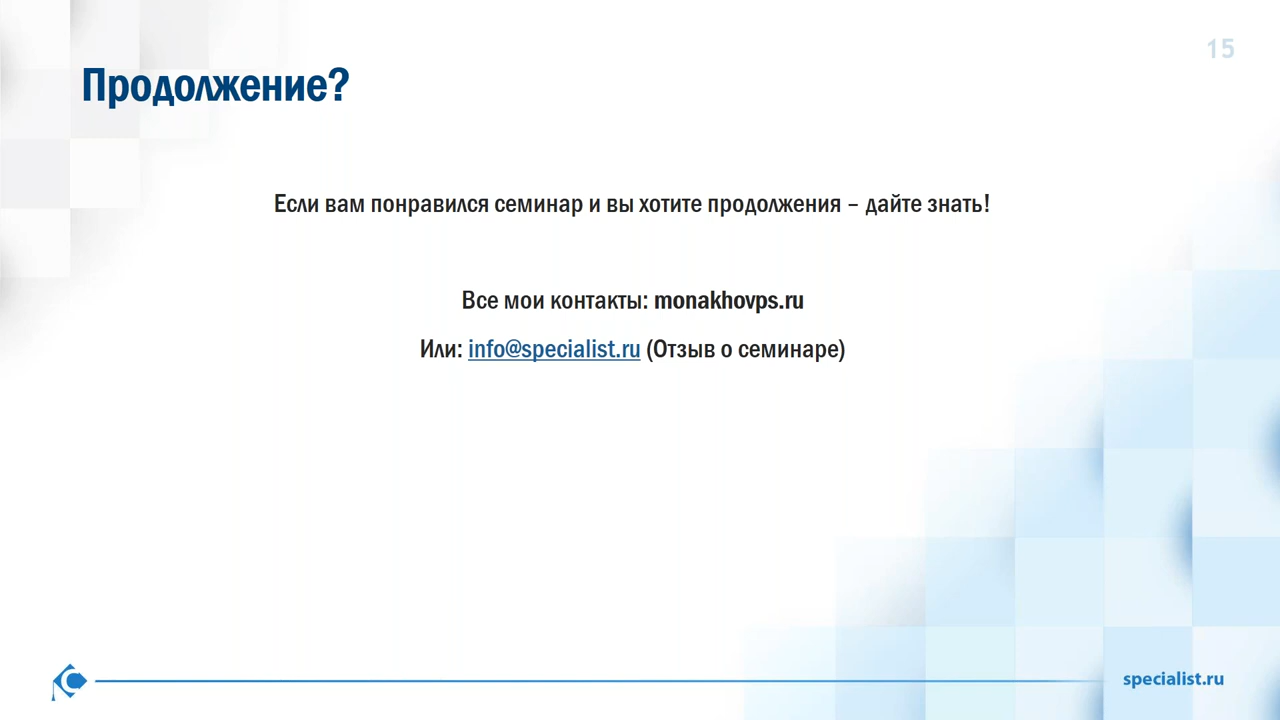 15
Продолжение?
Если вам понравился семинар и вы хотите продолжения – дайте знать!
Все мои контакты: monakhovps.ru
Или: info@specialist.ru (Отзыв о семинаре)
specialist.ru